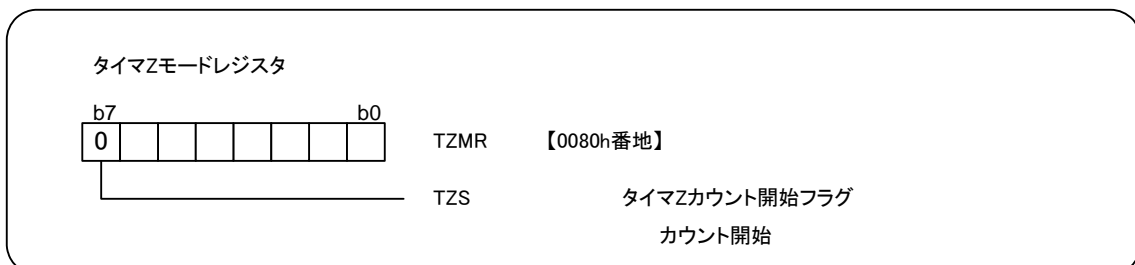 タイマZモードレジスタ
b7 b0
0 TZMR 【0080h番地】
TZS タイマZカウント開始フラグ
カウント開始